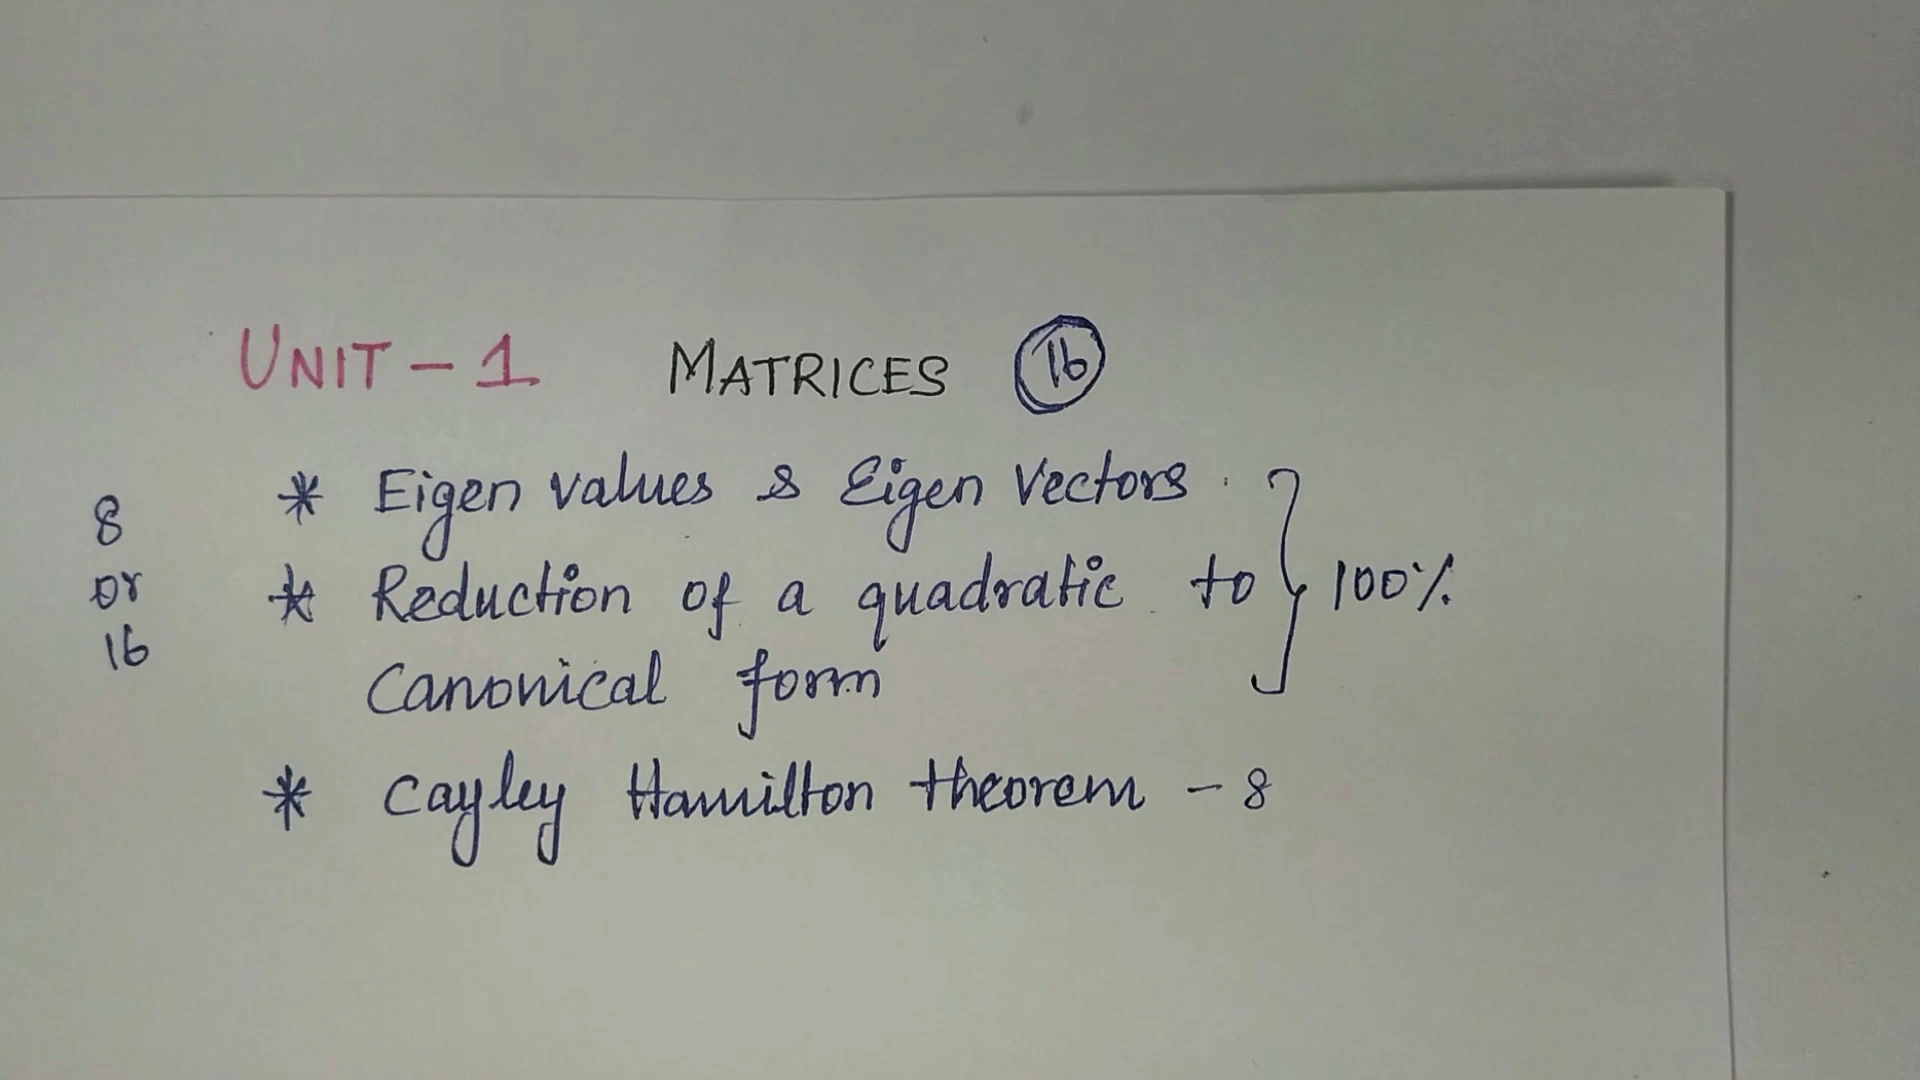 UNIT - 1 MATRICES 16
8 or 16
* Eigen values & Eigen Vectors.
* Reduction of a quadratic to
Canonical form
} 100%
* Cayley Hamilton theorem - 8